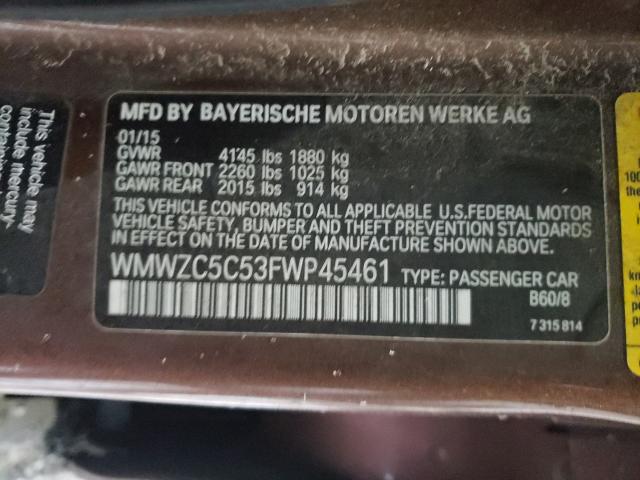 This vehicle may
include mercury-
MFD BY BAYERISCHE MOTOREN WERKE AG
01/15
GVWR 4145 lbs 1880 kg
GAWR FRONT 2260 lbs 1025 kg
GAWR REAR 2015 lbs 914 kg
THIS VEHICLE CONFORMS TO ALL APPLICABLE U.S.FEDERAL MOTOR
VEHICLE SAFETY, BUMPER AND THEFT PREVENTION STANDARDS
IN EFFECT ON THE DATE OF MANUFACTURE SHOWN ABOVE.
WMWZC5C53FWP45461 TYPE: PASSENGER CAR
B60/8
7 315 814